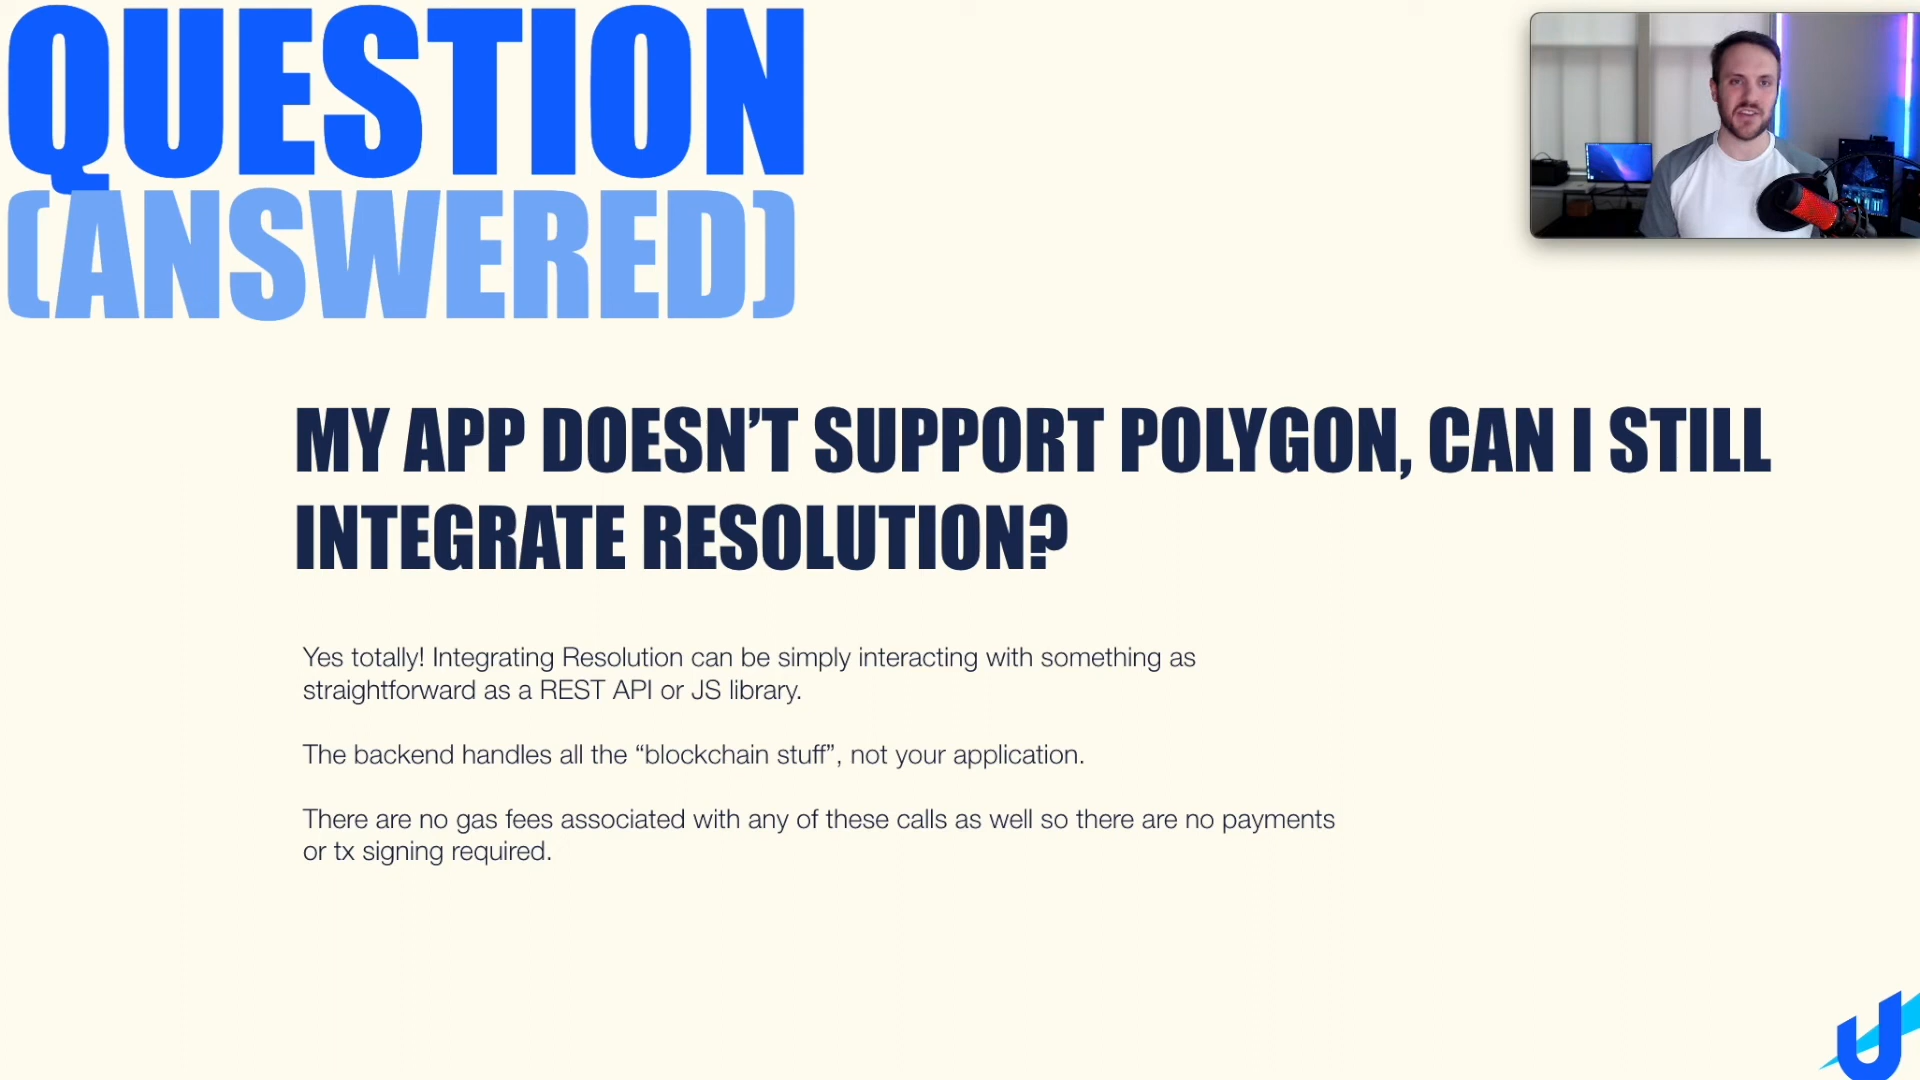 QUESTION
(ANSWERED)
MY APP DOESN’T SUPPORT POLYGON, CAN I STILL
INTEGRATE RESOLUTION?
Yes totally! Integrating Resolution can be simply interacting with something as
straightforward as a REST API or JS library.
The backend handles all the “blockchain stuff”, not your application.
There are no gas fees associated with any of these calls as well so there are no payments
or tx signing required.